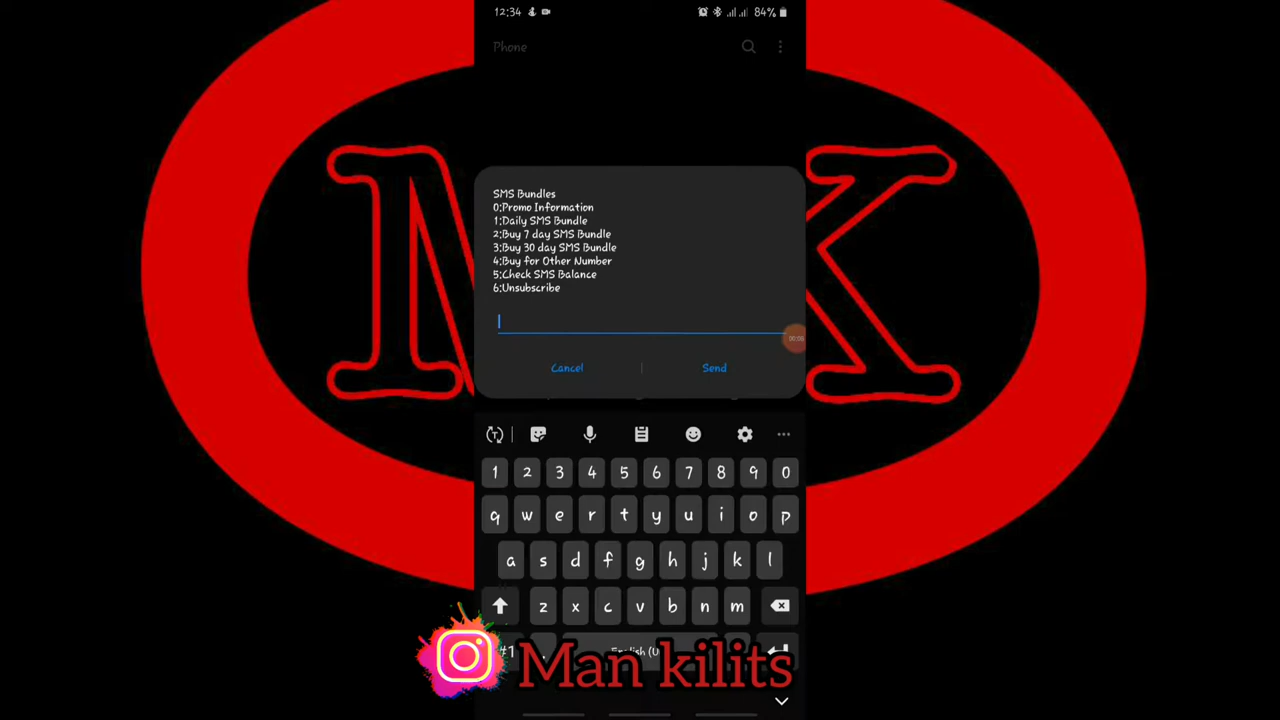 12:34
84%
Phone
SMS Bundles
0:Promo Information
1:Daily SMS Bundle
2:Buy 7 day SMS Bundle
3:Buy 30 day SMS Bundle
4:Buy for Other Number
5:Check SMS Balance
6:Unsubscribe
Cancel
Send
1 2 3 4 5 6 7 8 9 0
q w e r t y u i o p
a s d f g h j k l
z x c v b n m
#1
Man kilits
MK